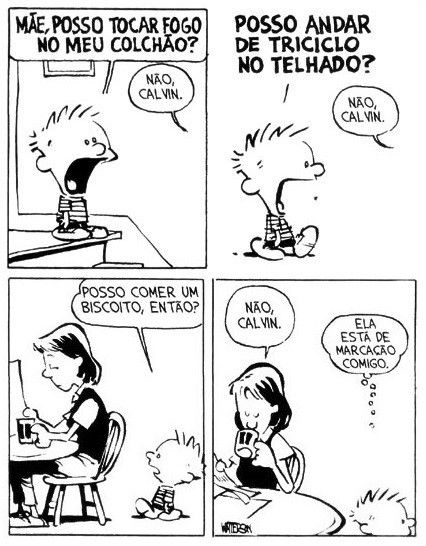 MÃE, POSSO TOCAR FOGO
NO MEU COLCHÃO?
NÃO,
CALVIN.
POSSO ANDAR
DE TRICICLO
NO TELHADO?
NÃO,
CALVIN.
POSSO COMER UM
BISCOITO, ENTÃO?
NÃO,
CALVIN.
ELA
ESTÁ DE
MARCAÇÃO
COMIGO.
WATTERSON